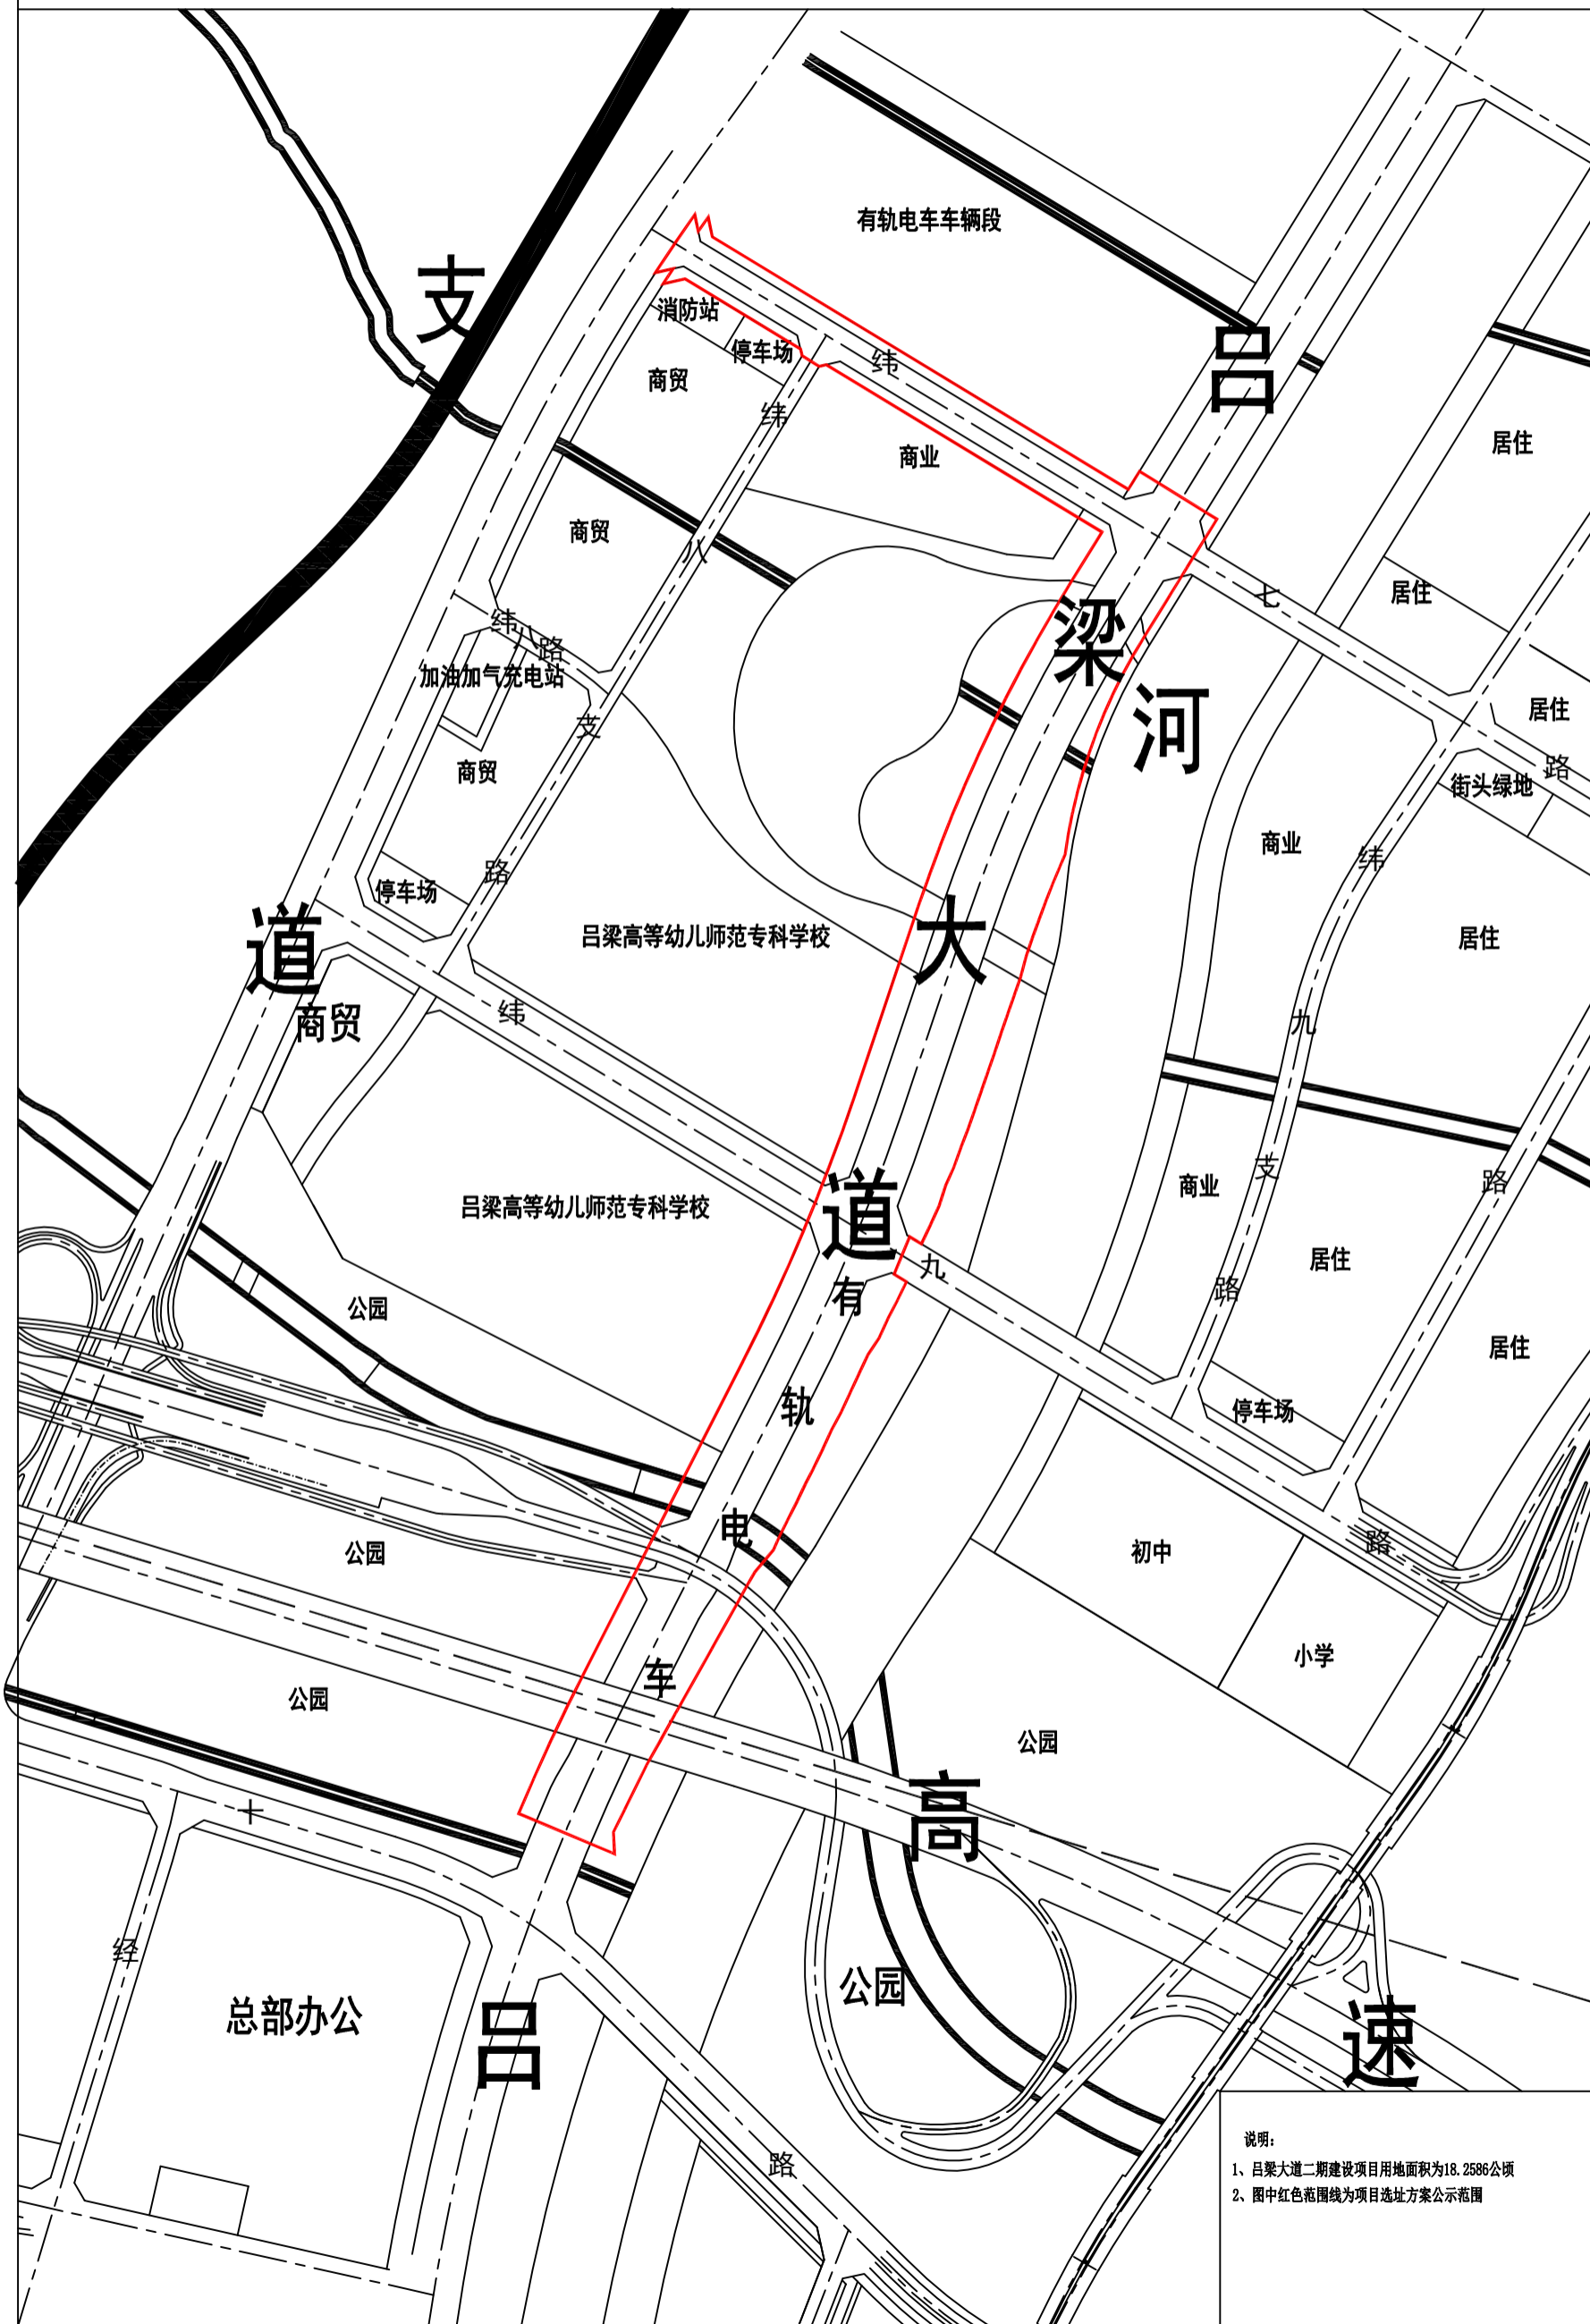 有轨电车车辆段
支
消防站
吕
停车场
纬
商贸
纬
居住
商业
商贸
八
居住
七
纬八路
梁
加油加气充电站
河
居住
支
路
商贸
街头绿地
商业
纬
路
停车场
大
吕梁高等幼儿师范专科学校
居住
道
纬
商贸
九
支
路
商业
吕梁高等幼儿师范专科学校
道
九
居住
路
有
公园
居住
轨
停车场
电
路
公园
初中
小学
车
公园
公园
高
十
经
公园
总部办公
吕
速
路
说明:
1、吕梁大道二期建设项目用地面积为18.2586公顷
2、图中红色范围线为项目选址方案公示范围